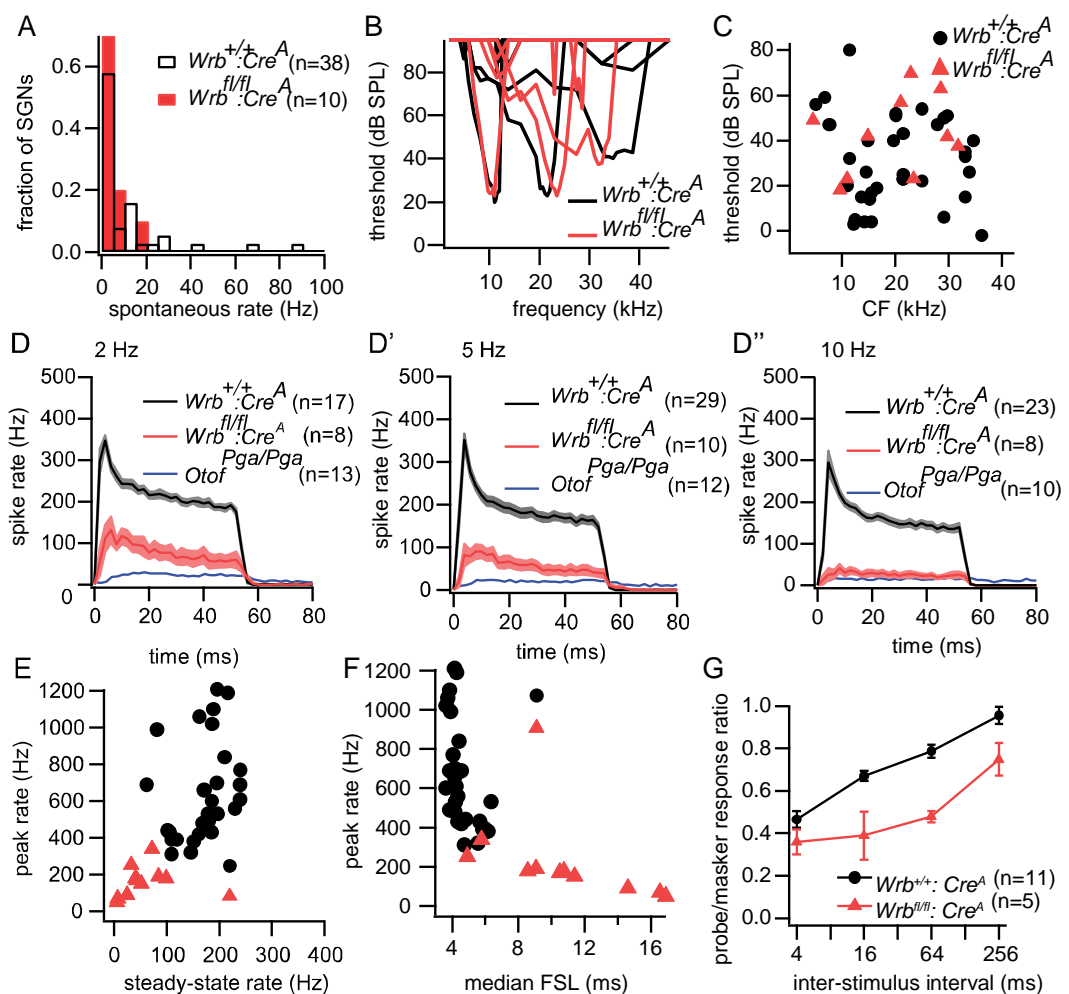 A
Wrb+/+:CreA (n=38)
Wrbfl/fl:CreA (n=10)
fraction of SGNs
0.6
0.4
0.2
0.0
0 20 40 60 80 100
spontaneous rate (Hz)
B
threshold (dB SPL)
80
60
40
20
0
10 20 30 40
frequency (kHz)
Wrb+/+:CreA
Wrbfl/fl:CreA
C
Wrb+/+:CreA
Wrbfl/fl:CreA
threshold (dB SPL)
80
60
40
20
0
10 20 30 40
CF (kHz)
D
2 Hz
spike rate (Hz)
500
400
300
200
100
0
Wrb+/+:CreA (n=17)
Wrbfl/fl:CreA (n=8)
OtofPga/Pga (n=13)
0 20 40 60 80
time (ms)
D'
5 Hz
spike rate (Hz)
500
400
300
200
100
0
Wrb+/+:CreA (n=29)
Wrbfl/fl:CreA (n=10)
OtofPga/Pga (n=12)
0 20 40 60 80
time (ms)
D''
10 Hz
spike rate (Hz)
500
400
300
200
100
0
Wrb+/+:CreA (n=23)
Wrbfl/fl:CreA (n=8)
OtofPga/Pga (n=10)
0 20 40 60 80
time (ms)
E
peak rate (Hz)
1200
1000
800
600
400
200
0
0 100 200 300 400
steady-state rate (Hz)
F
peak rate (Hz)
1200
1000
800
600
400
200
0
4 8 12 16
median FSL (ms)
G
probe/masker response ratio
1.0
0.8
0.6
0.4
0.2
0.0
Wrb+/+: CreA (n=11)
Wrbfl/fl: CreA (n=5)
4 16 64 256
inter-stimulus interval (ms)